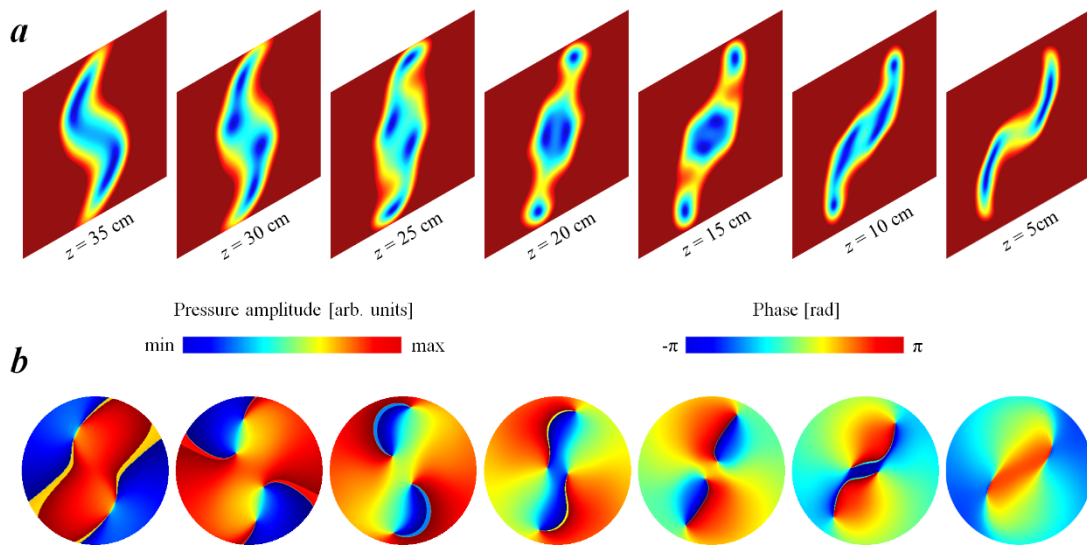 a
z = 35 cm
z = 30 cm
z = 25 cm
z = 20 cm
z = 15 cm
z = 10 cm
z = 5cm
Pressure amplitude [arb. units]
min
max
Phase [rad]
-π
π
b